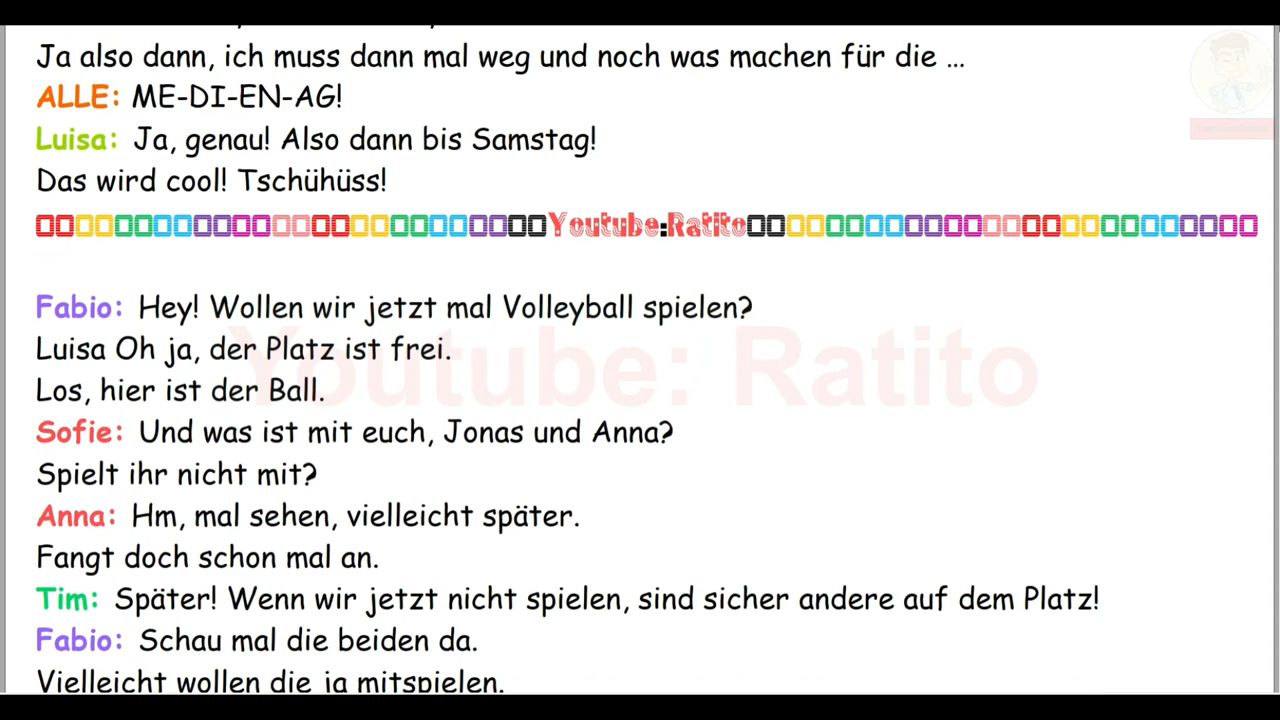 Ja also dann, ich muss dann mal weg und noch was machen für die ...
ALLE: ME-DI-EN-AG!
Luisa: Ja, genau! Also dann bis Samstag!
Das wird cool! Tschühüss!
Youtube:Ratito
Fabio: Hey! Wollen wir jetzt mal Volleyball spielen?
Luisa Oh ja, der Platz ist frei.
Youtube: Ratito
Los, hier ist der Ball.
Sofie: Und was ist mit euch, Jonas und Anna?
Spielt ihr nicht mit?
Anna: Hm, mal sehen, vielleicht später.
Fangt doch schon mal an.
Tim: Später! Wenn wir jetzt nicht spielen, sind sicher andere auf dem Platz!
Fabio: Schau mal die beiden da.
Vielleicht wollen die ja mitspielen.